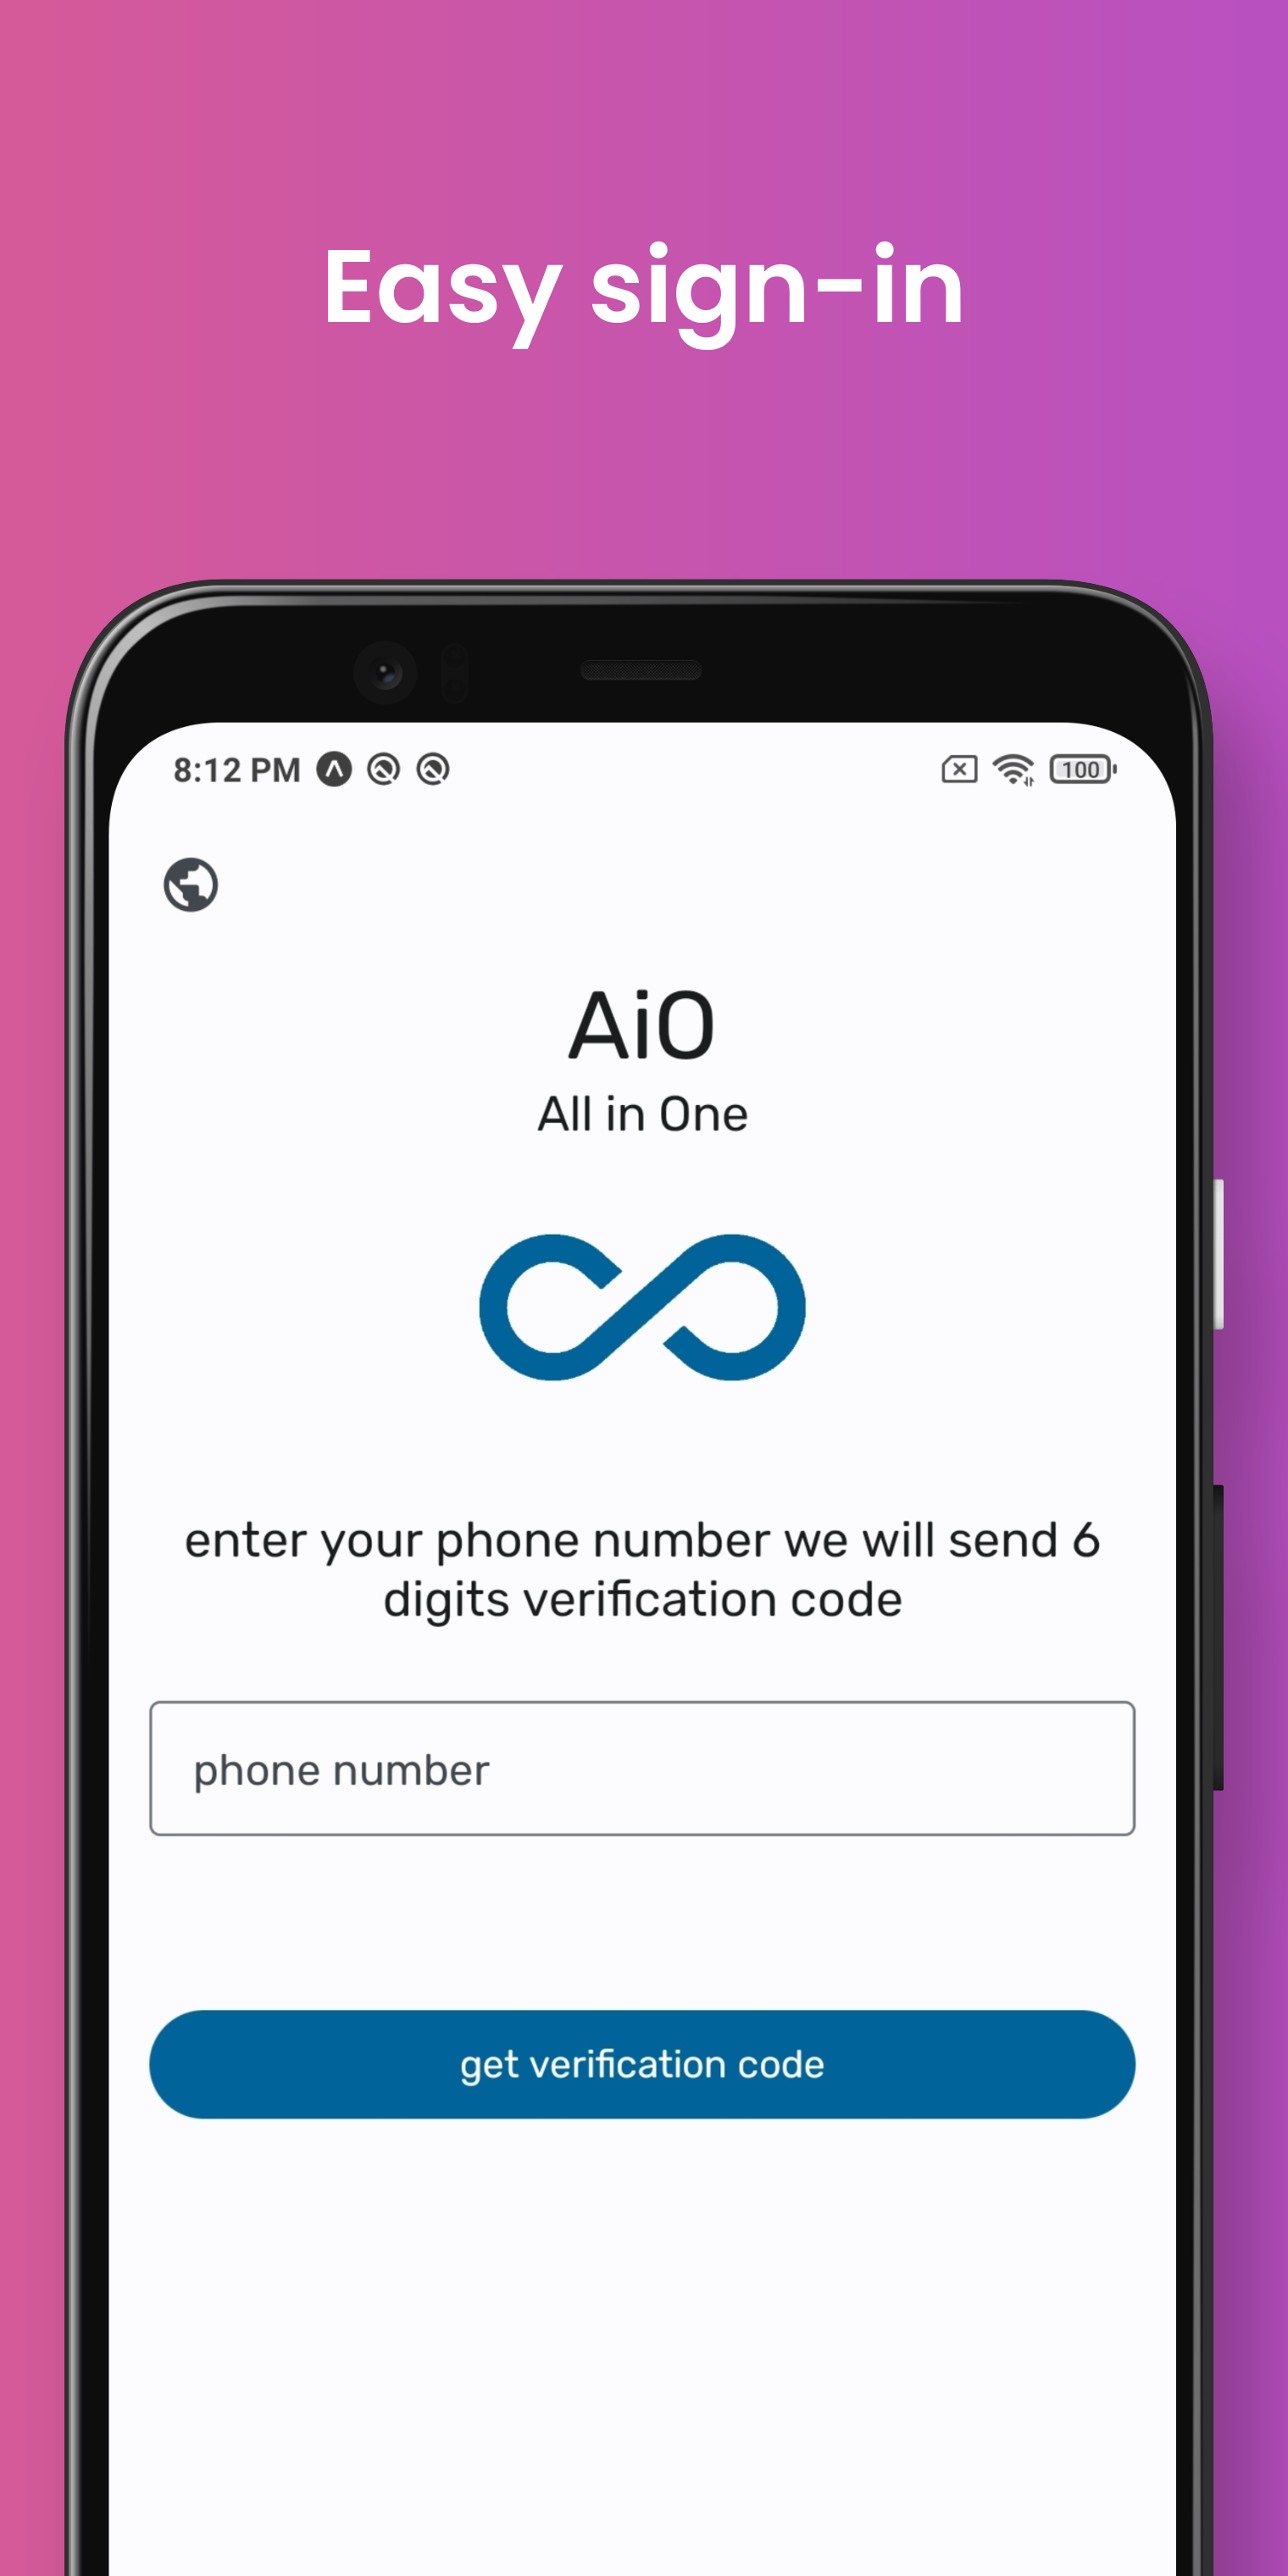 Easy sign-in
8:12 PM
100
AiO
All in One
enter your phone number we will send 6
digits verification code
phone number
get verification code